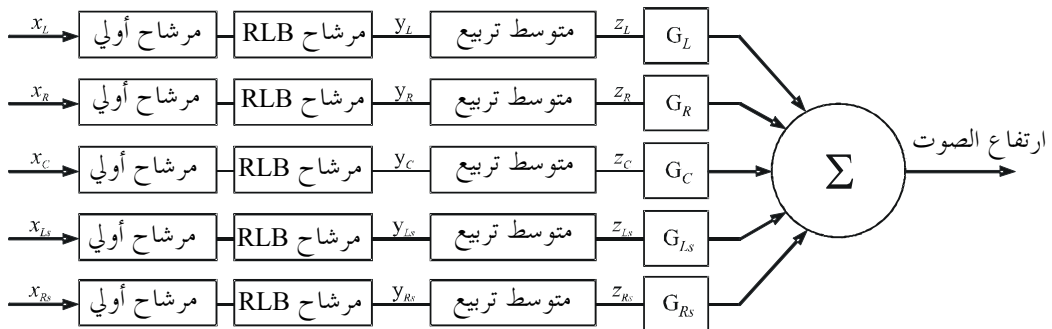 x_L مرشاح أولي مرشاح RLB y_L متوسط تربيع z_L G_L
x_R مرشاح أولي مرشاح RLB y_R متوسط تربيع z_R G_R
x_C مرشاح أولي مرشاح RLB y_C متوسط تربيع z_C G_C
Σ ارتفاع الصوت
x_Ls مرشاح أولي مرشاح RLB y_Ls متوسط تربيع z_Ls G_Ls
x_Rs مرشاح أولي مرشاح RLB y_Rs متوسط تربيع z_Rs G_Rs